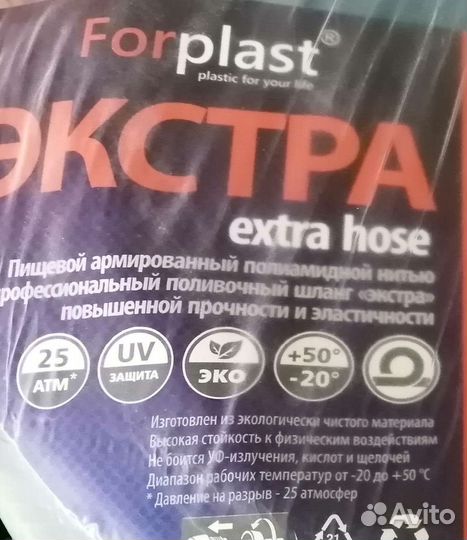 Forplast®
plastic for your life
ЭКСТРА
extra hose
Пищевой армированный полиамидной нитью
профессиональный поливочный шланг «экстра»
повышенной прочности и эластичности
25 АТМ*
UV ЗАЩИТА
ЭКО
+50° -20°
Изготовлен из экологически чистого материала
Высокая стойкость к физическим воздействиям
Не боится УФ-излучения, кислот и щелочей
Диапазон рабочих температур от -20 до +50 °C
* Давление на разрыв - 25 атмосфер
21
Avito